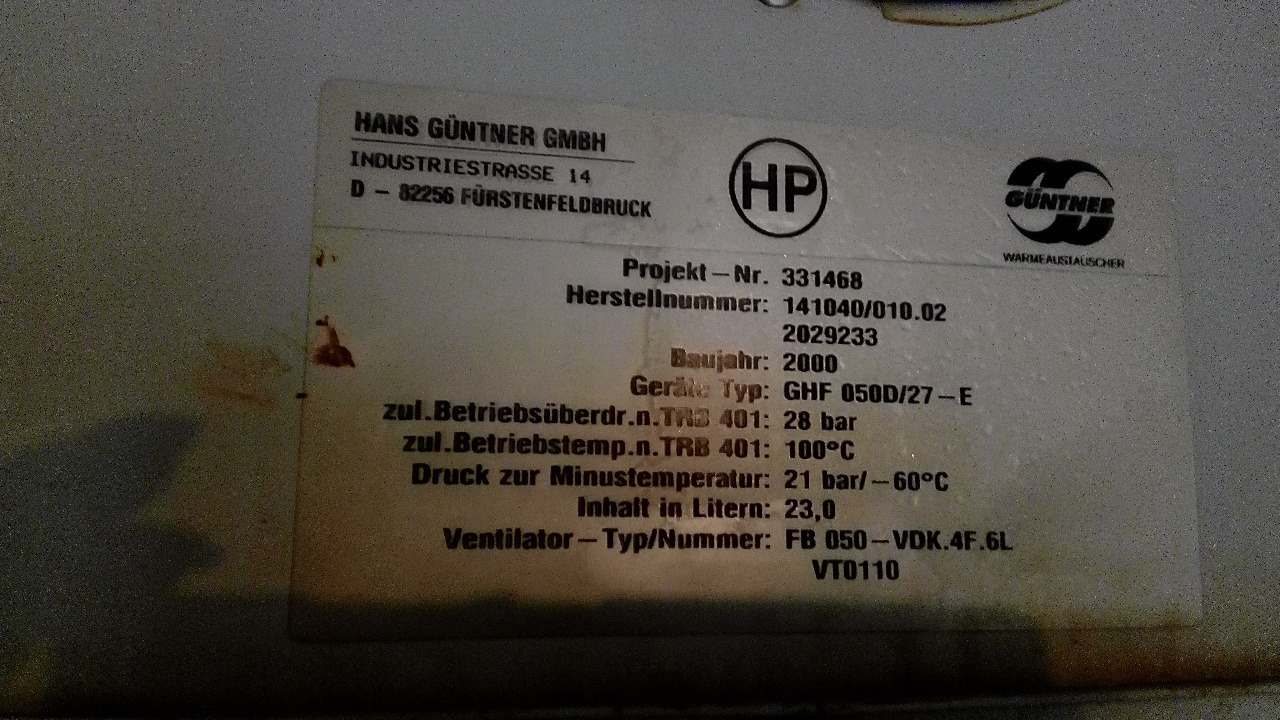 HANS GÜNTNER GMBH
INDUSTRIESTRASSE 14
D – 82256 FÜRSTENFELDBRUCK
HP
GÜNTNER
WÄRMEAUSTAUSCHER
Projekt – Nr. 331468
Herstellnummer: 141040/010.02
2029233
Baujahr: 2000
Geräte Typ: GHF 050D/27 – E
zul.Betriebsüberdr.n.TRB 401: 28 bar
zul.Betriebstemp.n.TRB 401: 100°C
Druck zur Minustemperatur: 21 bar/ – 60°C
Inhalt in Litern: 23,0
Ventilator – Typ/Nummer: FB 050 – VDK.4F.6L
VT0110